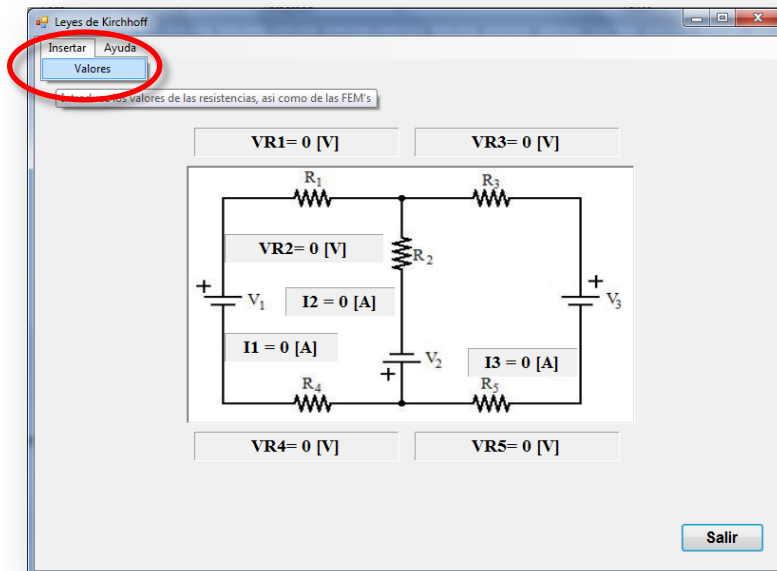 Leyes de Kirchhoff
Insertar Ayuda
Valores
Introduce los valores de las resistencias, asi como de las FEM's
VR1= 0 [V] VR3= 0 [V]
R1 R3
VR2= 0 [V] R2
+ V1 I2 = 0 [A] + V3
I1 = 0 [A] + V2 I3 = 0 [A]
R4 R5
VR4= 0 [V] VR5= 0 [V]
Salir